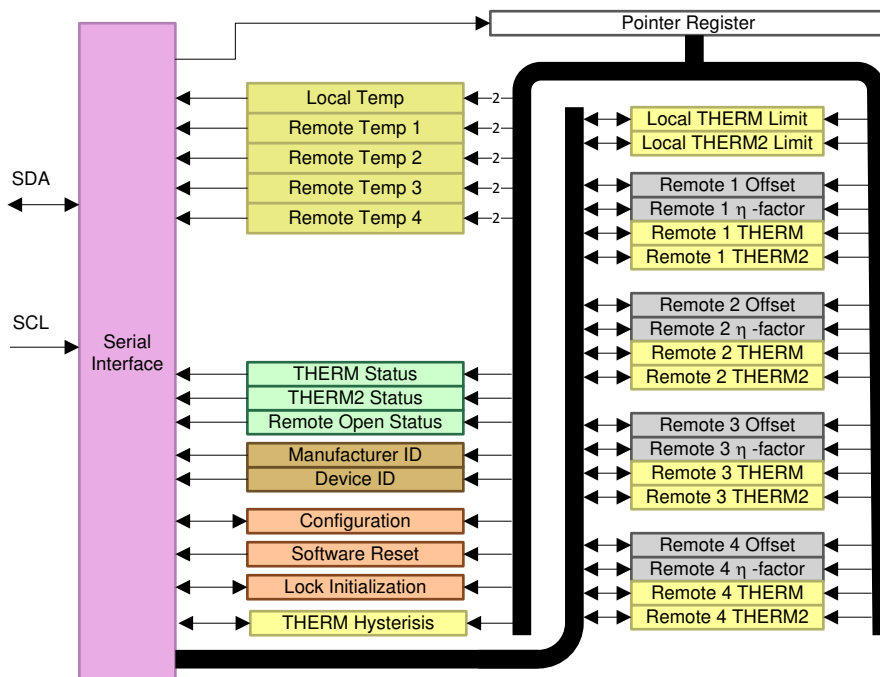 Pointer Register
Local Temp
2
Remote Temp 1
2
Remote Temp 2
2
Remote Temp 3
2
Remote Temp 4
2
SDA
SCL
Serial
Interface
THERM Status
THERM2 Status
Remote Open Status
Manufacturer ID
Device ID
Configuration
Software Reset
Lock Initialization
THERM Hysterisis
Local THERM Limit
Local THERM2 Limit
Remote 1 Offset
Remote 1 η -factor
Remote 1 THERM
Remote 1 THERM2
Remote 2 Offset
Remote 2 η -factor
Remote 2 THERM
Remote 2 THERM2
Remote 3 Offset
Remote 3 η -factor
Remote 3 THERM
Remote 3 THERM2
Remote 4 Offset
Remote 4 η -factor
Remote 4 THERM
Remote 4 THERM2